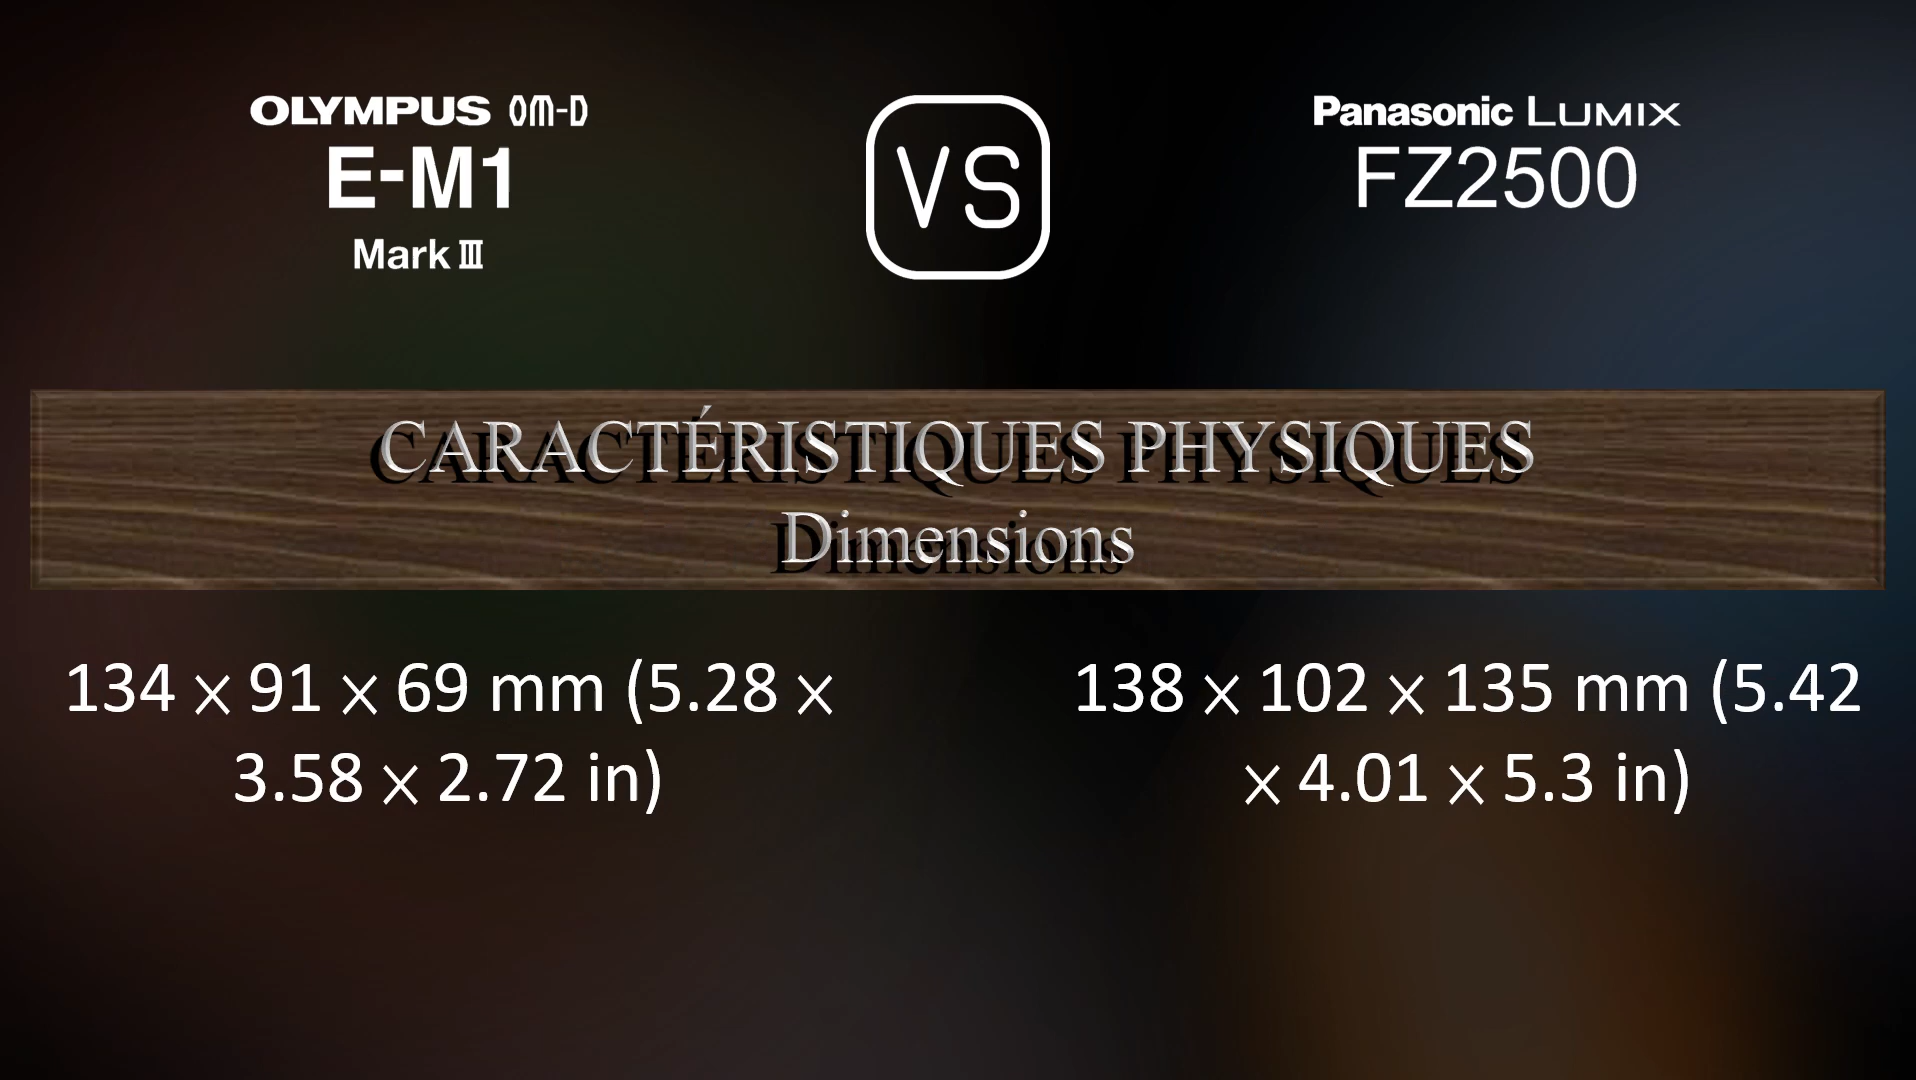 OLYMPUS OM-D
E-M1
Mark III
VS
Panasonic LUMIX
FZ2500
CARACTÉRISTIQUES PHYSIQUES
Dimensions
134 x 91 x 69 mm (5.28 x
3.58 x 2.72 in)
138 x 102 x 135 mm (5.42
x 4.01 x 5.3 in)